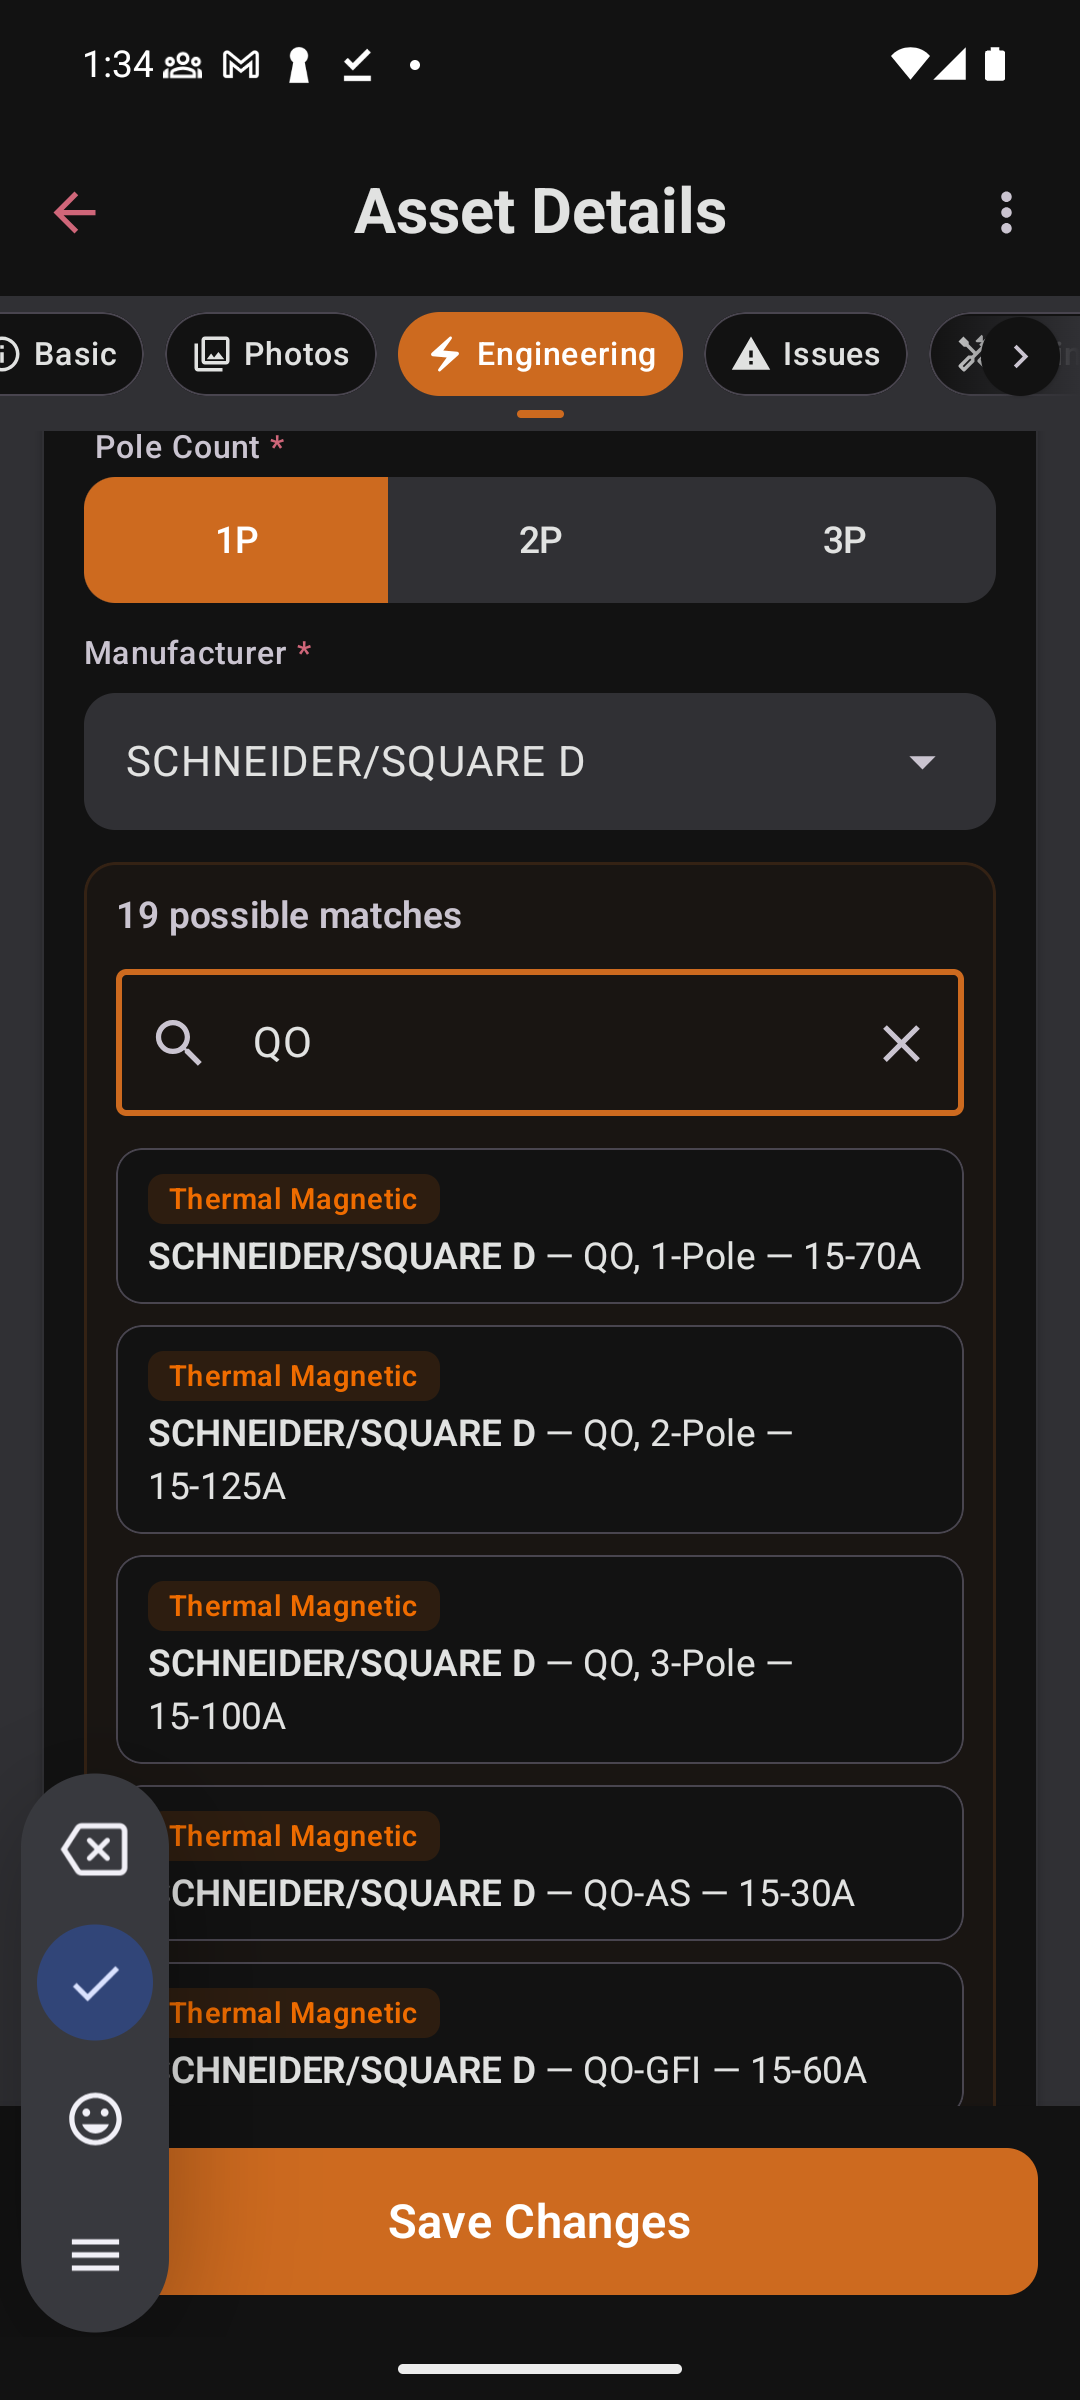 1:34
Asset Details
Basic
Photos
Engineering
Issues
Pole Count *
1P
2P
3P
Manufacturer *
SCHNEIDER/SQUARE D
19 possible matches
QO
Thermal Magnetic
SCHNEIDER/SQUARE D — QO, 1-Pole — 15-70A
Thermal Magnetic
SCHNEIDER/SQUARE D — QO, 2-Pole —
15-125A
Thermal Magnetic
SCHNEIDER/SQUARE D — QO, 3-Pole —
15-100A
Thermal Magnetic
SCHNEIDER/SQUARE D — QO-AS — 15-30A
Thermal Magnetic
SCHNEIDER/SQUARE D — QO-GFI — 15-60A
Save Changes